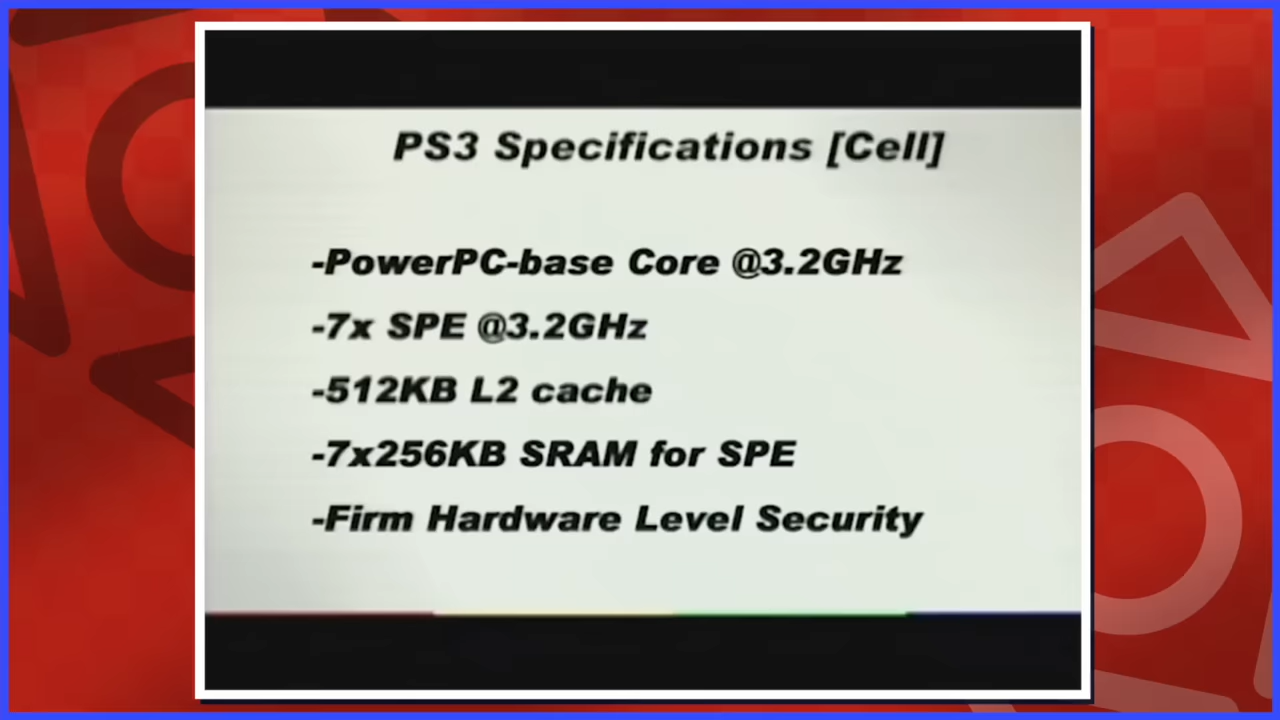 PS3 Specifications [Cell]
-PowerPC-base Core @3.2GHz
-7x SPE @3.2GHz
-512KB L2 cache
-7x256KB SRAM for SPE
-Firm Hardware Level Security